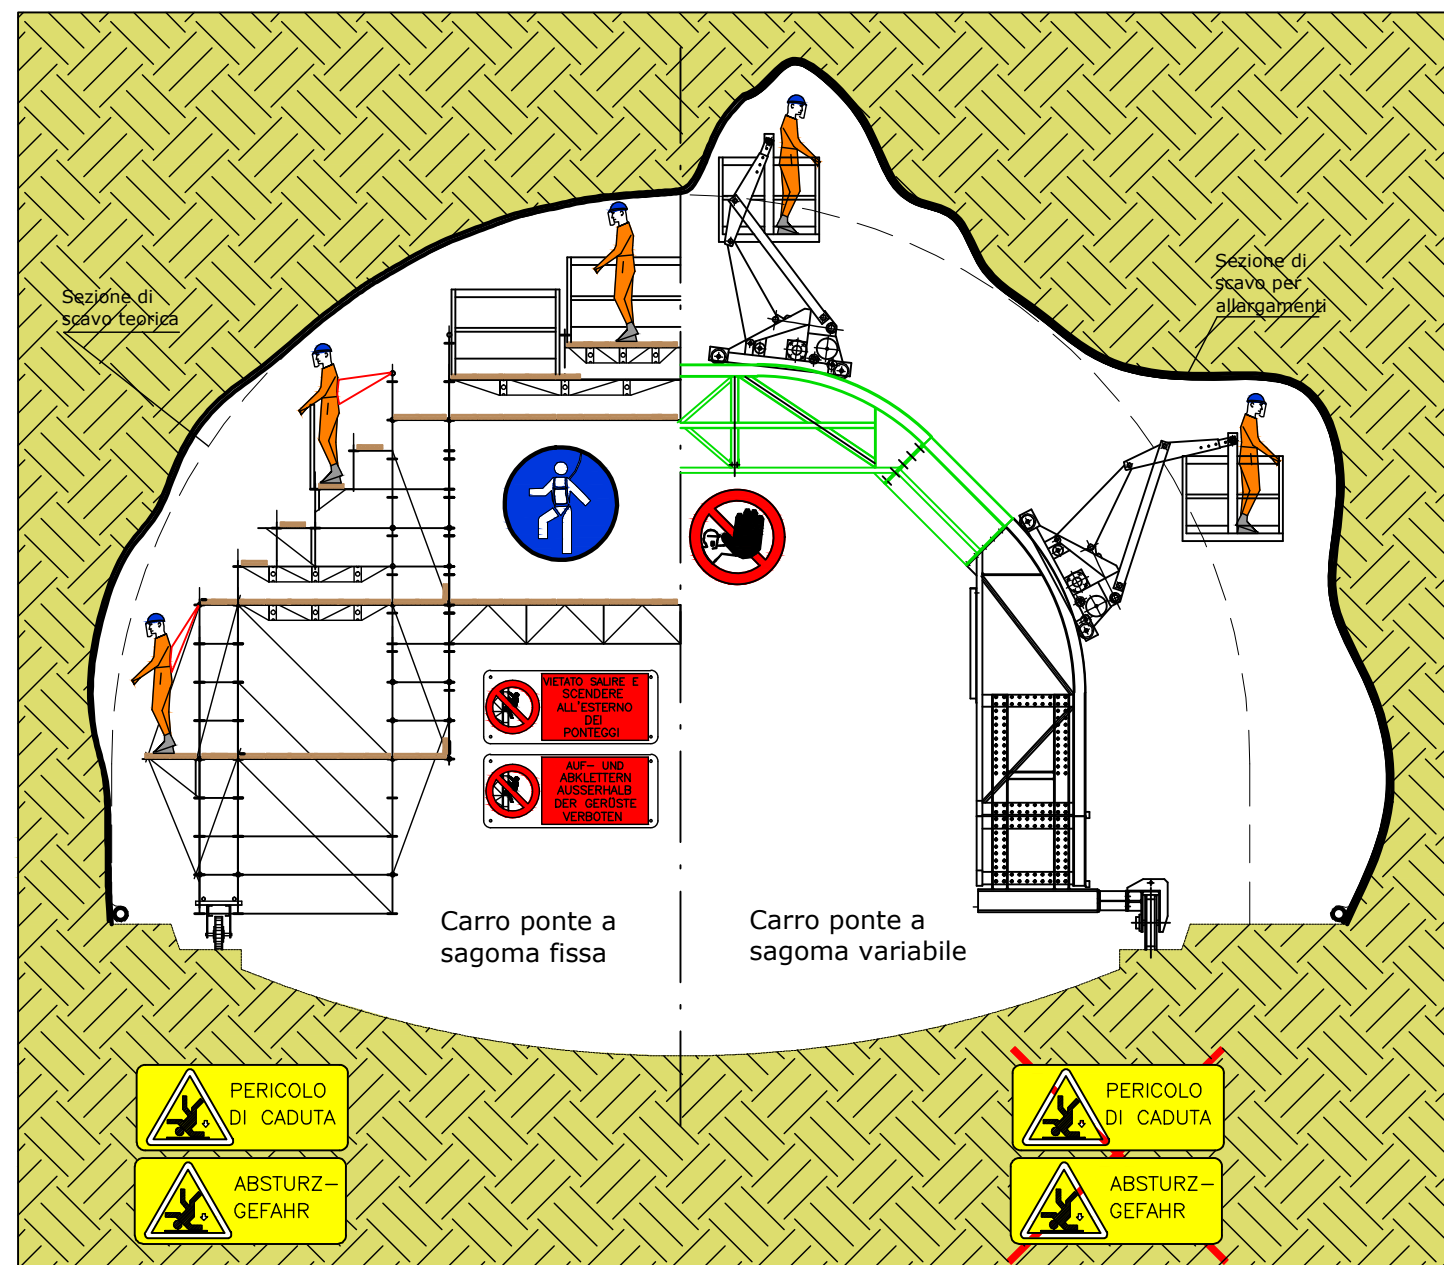 Sezione di
scavo teorica
Sezione di
scavo per
allargamenti
VIETATO SALIRE E
SCENDERE
ALL'ESTERNO
DEI
PONTEGGI
AUF- UND
ABKLETTERN
AUSSERHALB
DER GERÜSTE
VERBOTEN
Carro ponte a
sagoma fissa
Carro ponte a
sagoma variabile
PERICOLO
DI CADUTA
ABSTURZ-
GEFAHR
PERICOLO
DI CADUTA
ABSTURZ-
GEFAHR